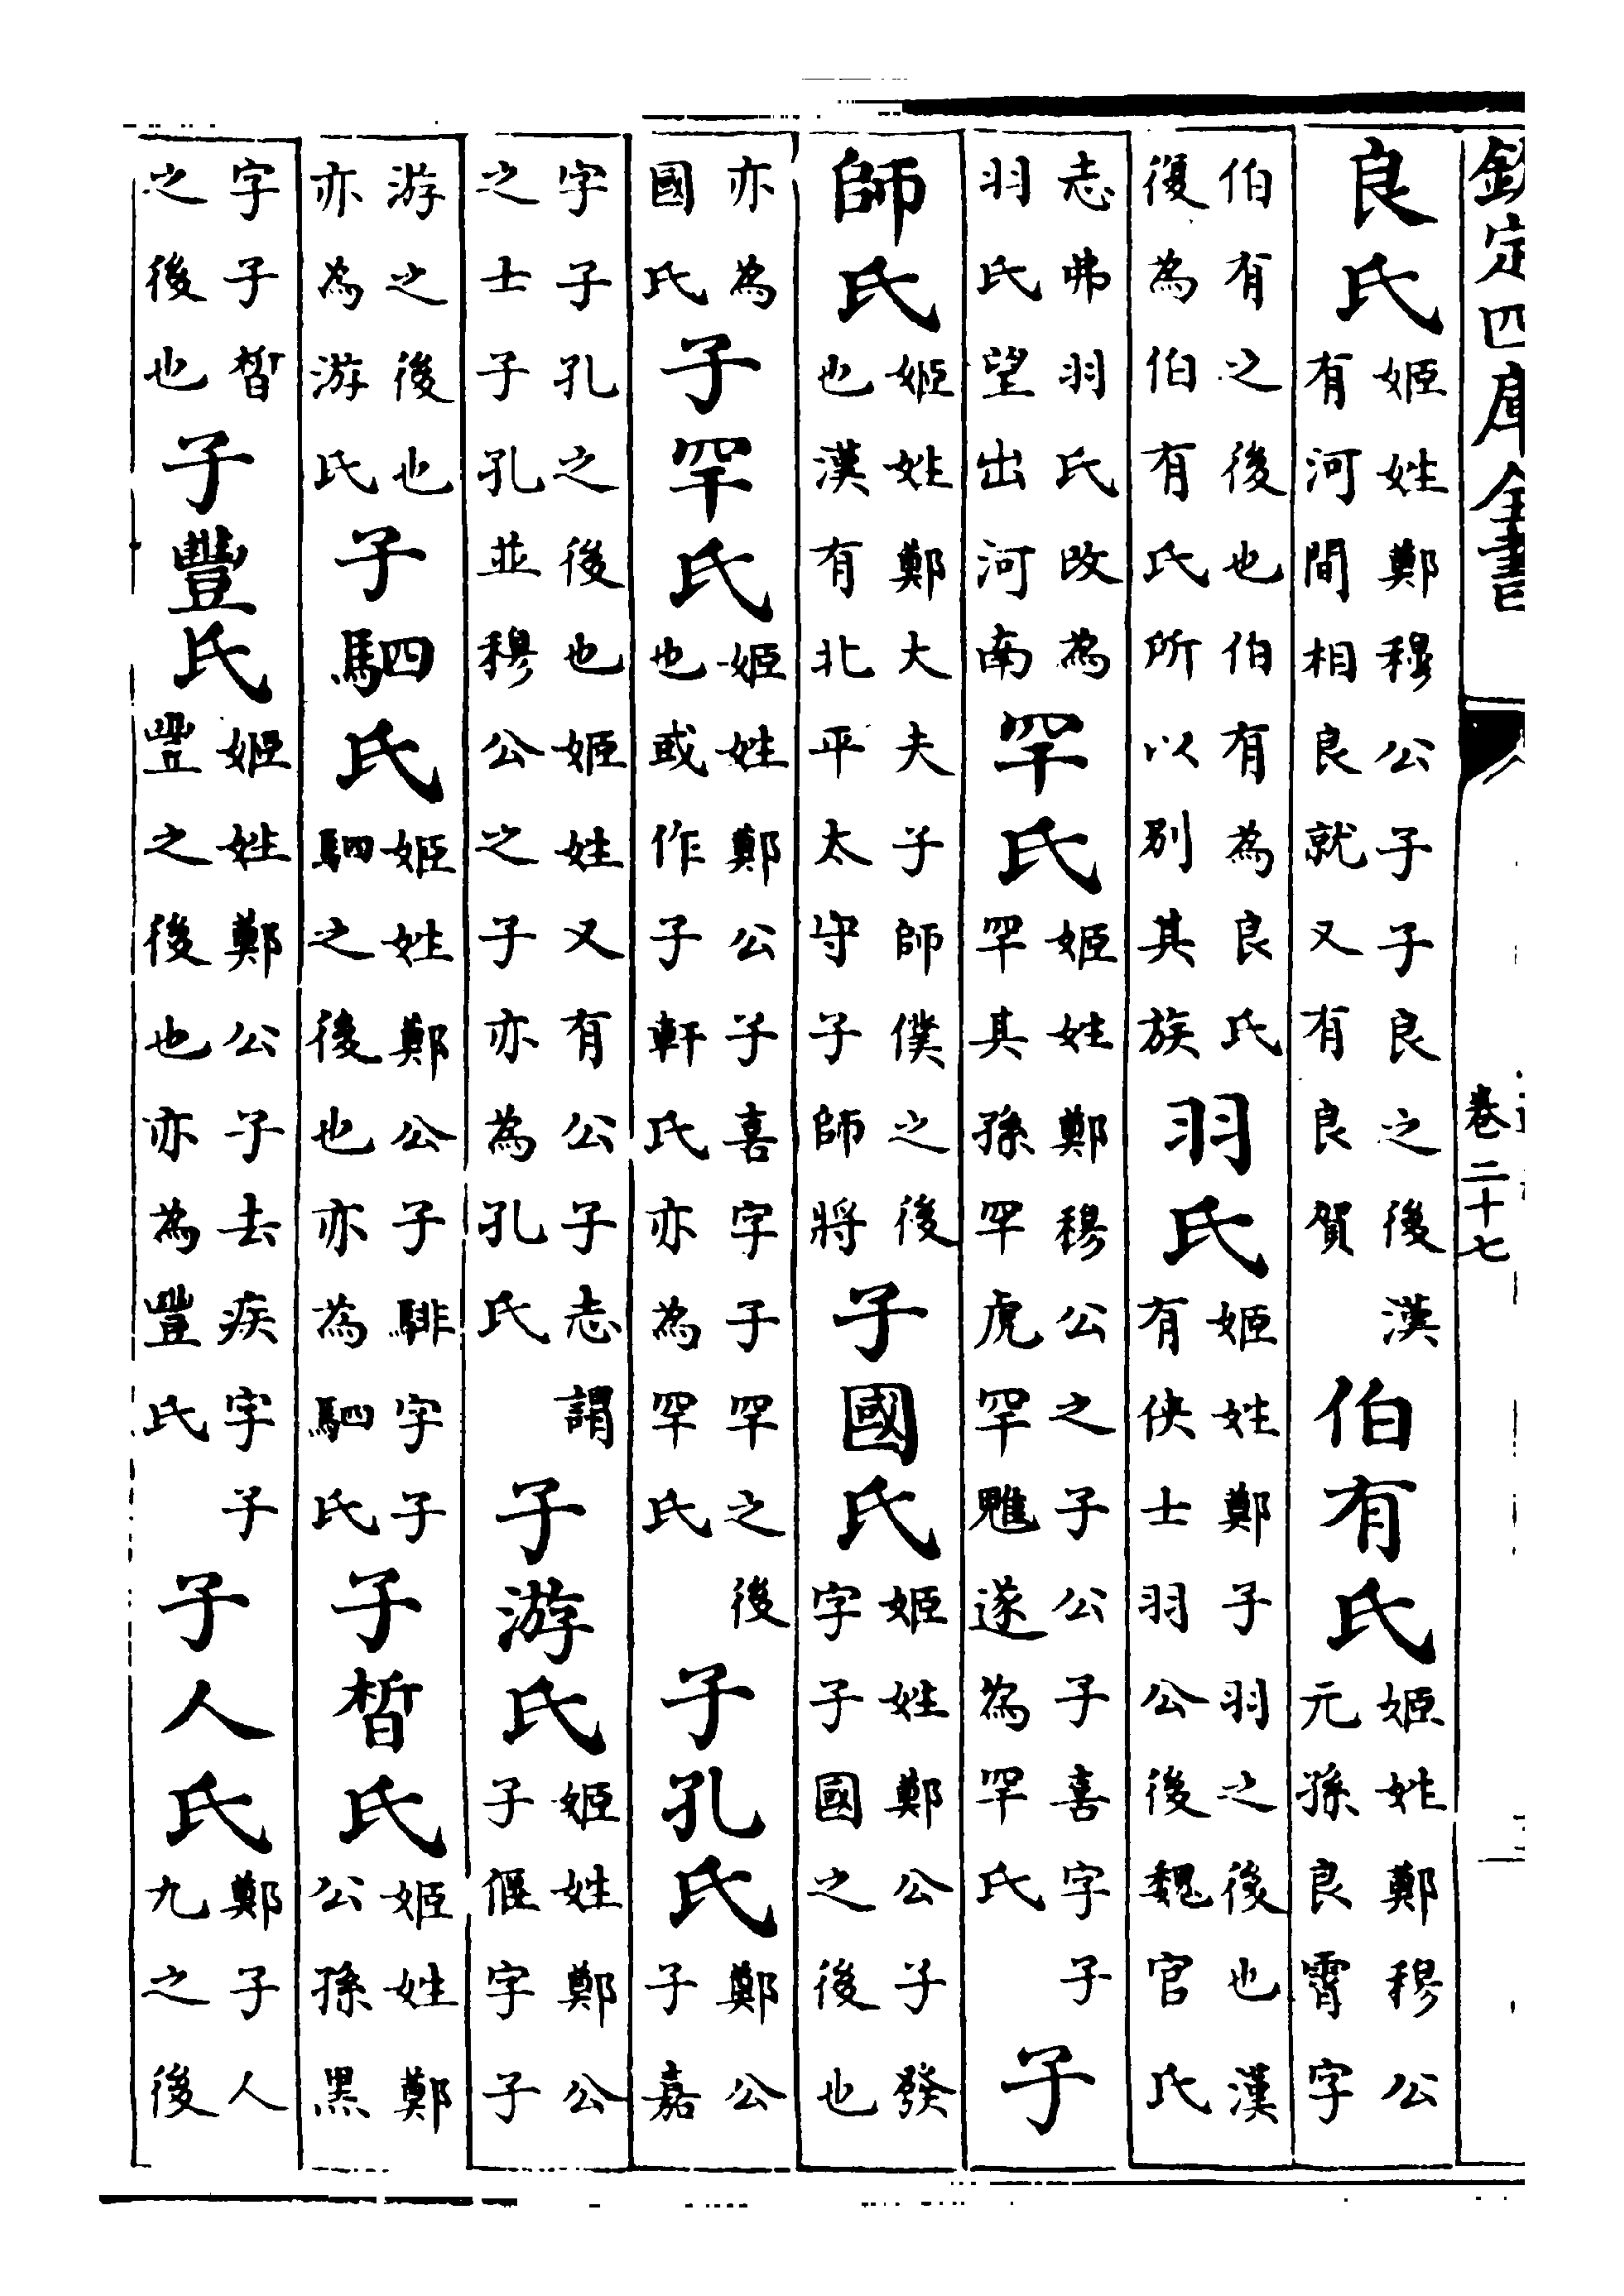 欽定四庫全書
卷二十七
良氏姬姓鄭穆公子子良之後漢有河間相良就又有良賀伯有氏姬姓鄭穆公元孫良霄字
伯有之後也伯有為良氏復為伯有氏所以別其族羽氏姬姓鄭子羽之後也漢有俠士羽公後魏官氏
志弗羽氏改為羽氏望出河南罕氏姬姓鄭穆公之子公子喜字子罕其孫罕虎罕魋遂為罕氏子
師氏姬姓鄭大夫子師僕之後也漢有北平太守子師將子國氏姬姓鄭公子發字子國之後也
亦為國氏子罕氏姬姓鄭公子喜字子罕之後也或作子軒氏亦為罕氏子孔氏鄭公子嘉
字子孔之後也姬姓又有公子志謂之士子孔並穆公之子亦為孔氏子游氏姬姓鄭公子偃字子
游之後也亦為游氏子駟氏姬姓鄭公子騑字子駟之後也亦為駟氏子晳氏姬姓鄭公孫黑
字子晳之後也子豐氏姬姓鄭公子去疾字子豐之後也亦為豐氏子人氏鄭子人九之後